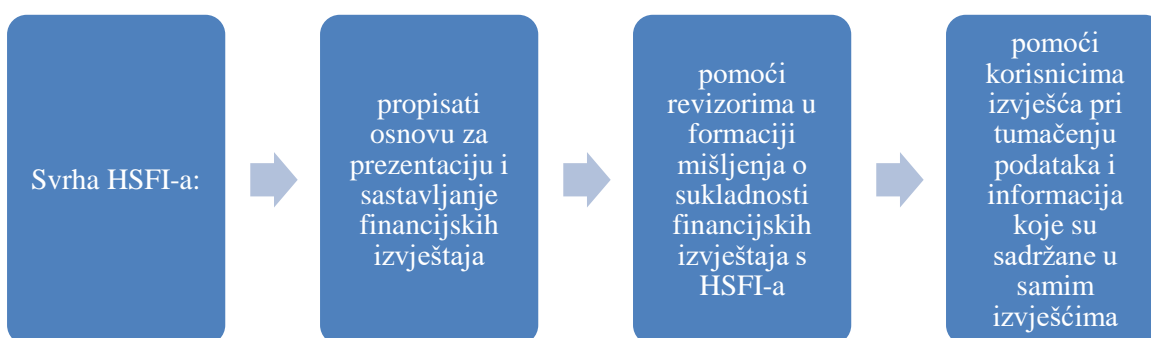 Svrha HSFI-a:
propisati
osnovu za
prezentaciju i
sastavljanje
financijskih
izvještaja
pomoći
revizorima u
formaciji
mišljenja o
sukladnosti
financijskih
izvještaja s
HSFI-a
pomoći
korisnicima
izvješća pri
tumačenju
podataka i
informacija
koje su
sadržane u
samim
izvješćima